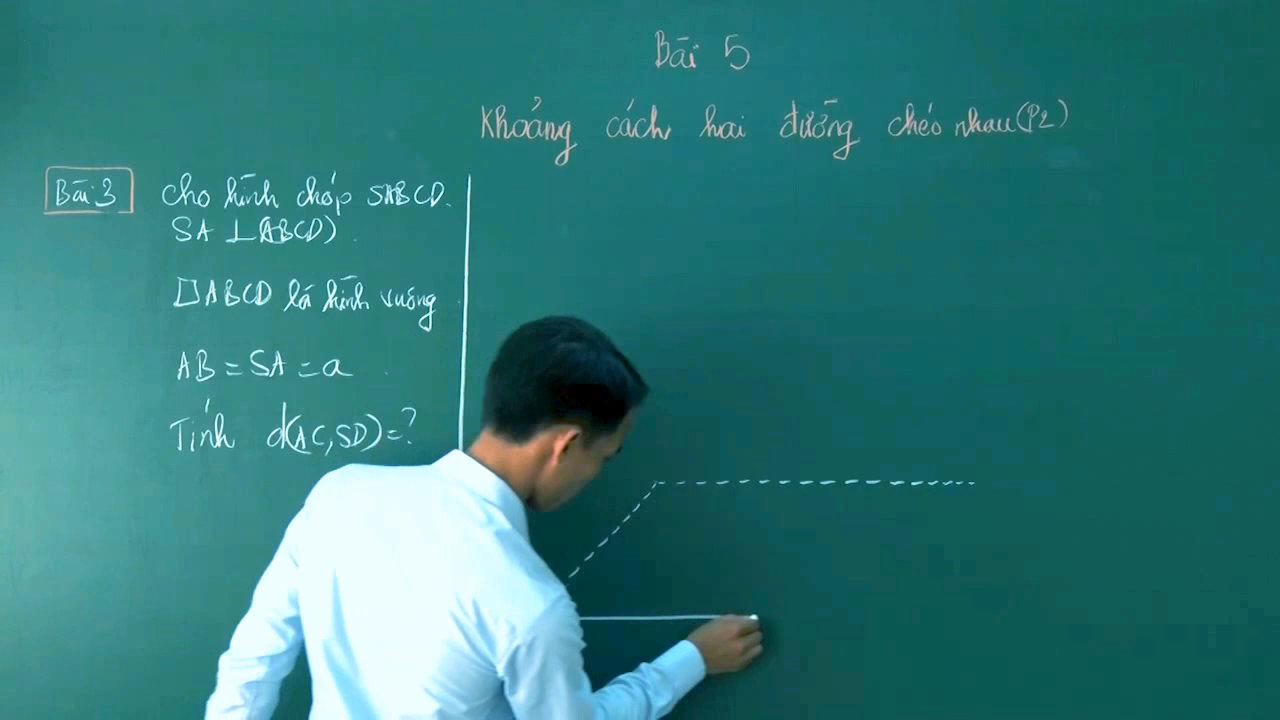 Bài 5
Khoảng cách hai đường chéo nhau (P2)
Bài 3 Cho hình chóp SABCD.
SA ⊥ (ABCD)
□ABCD là hình vuông
AB = SA = a
Tính d(AC, SD) = ?